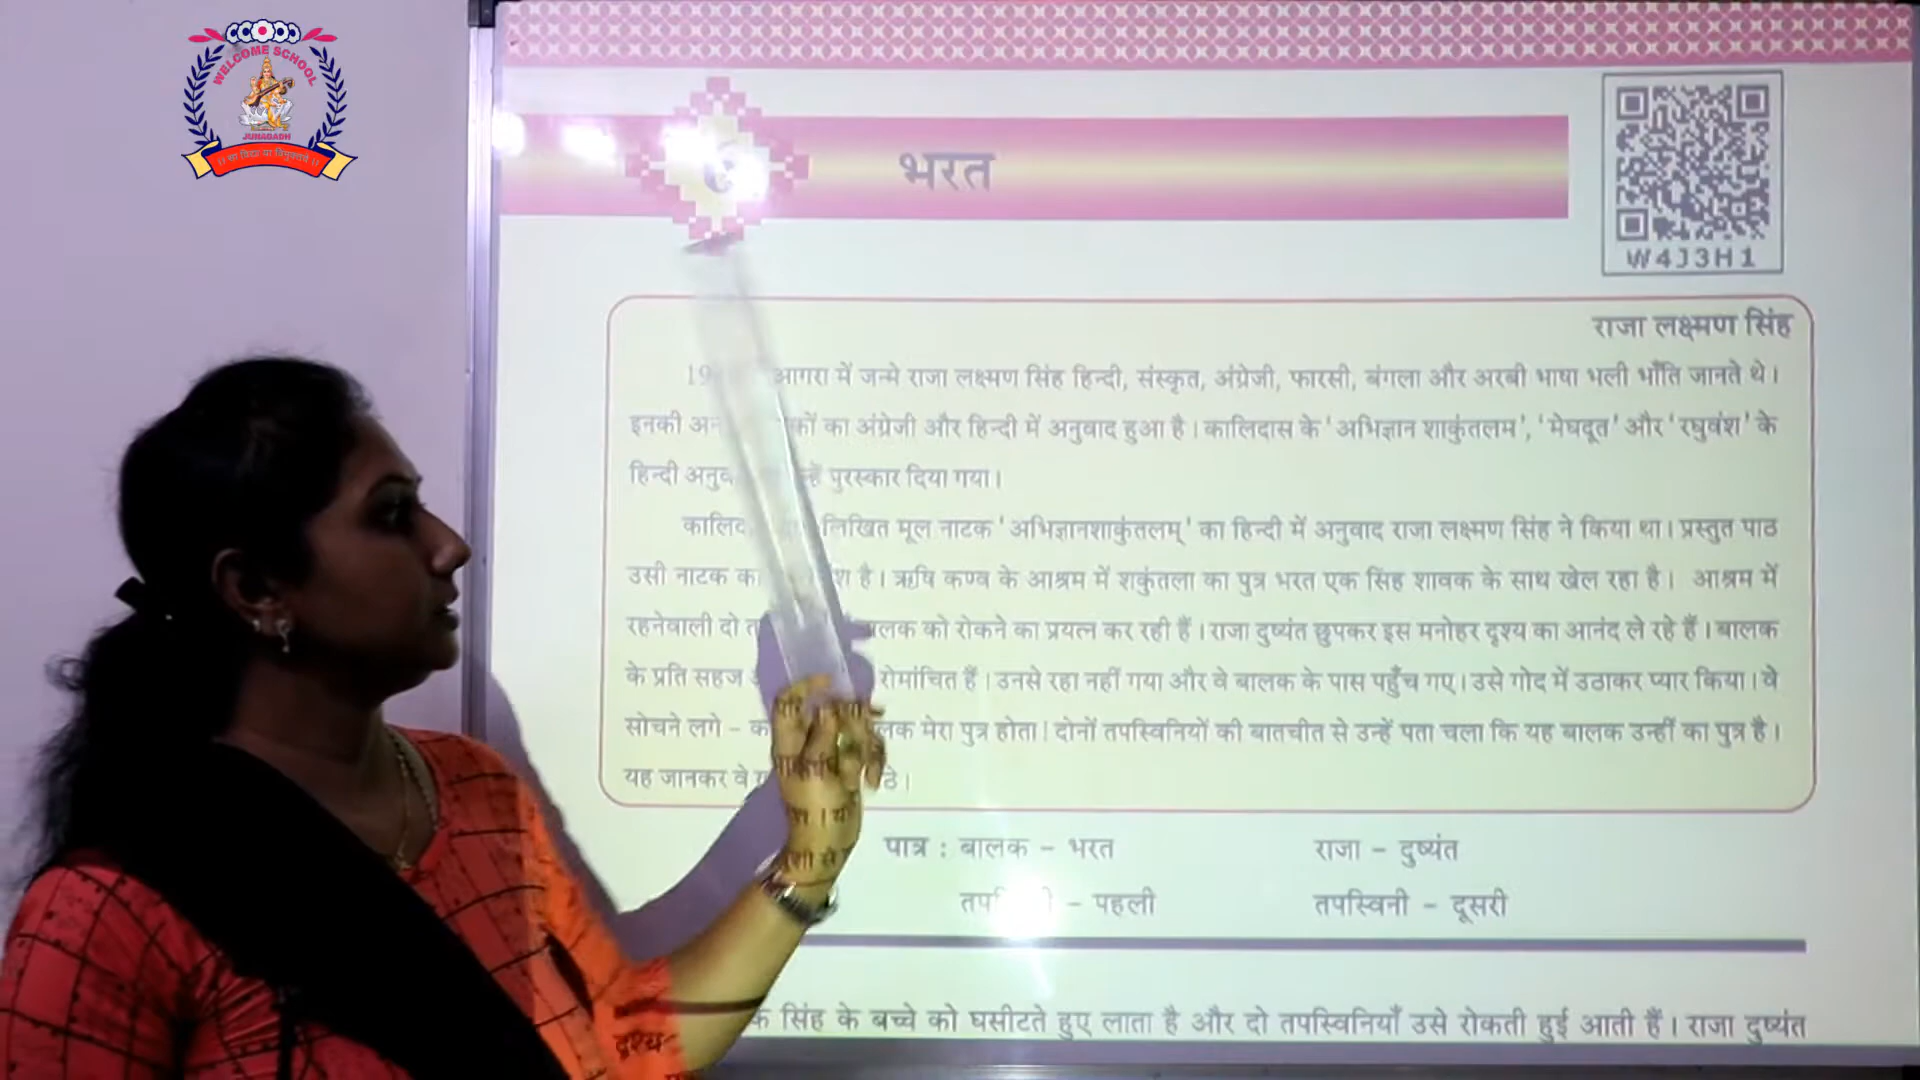 WELCOME SCHOOL
JUNAGADH
।। सा विद्या या विमुक्तये ।।
भरत
W4J3H1
राजा लक्ष्मण सिंह
19 आगरा में जन्मे राजा लक्ष्मण सिंह हिन्दी, संस्कृत, अंग्रेजी, फारसी, बंगला और अरबी भाषा भली भाँति जानते थे।
इनकी का अंग्रेजी और हिन्दी में अनुवाद हुआ है। कालिदास के 'अभिज्ञान शाकुंतलम', 'मेघदूत' और 'रघुवंश' के
हिन्दी पुरस्कार दिया गया।
लिखित मूल नाटक 'अभिज्ञानशाकुंतलम्' का हिन्दी में अनुवाद राजा लक्ष्मण सिंह ने किया था। प्रस्तुत पाठ
उसी नाटक है। ऋषि कण्व के आश्रम में शकुंतला का पुत्र भरत एक सिंह शावक के साथ खेल रहा है। आश्रम में
रहनेवाली दो को रोकने का प्रयत्न कर रही हैं। राजा दुष्यंत छुपकर इस मनोहर दृश्य का आनंद ले रहे हैं। बालक
के प्रति सहज रोमांचित हैं। उनसे रहा नहीं गया और वे बालक के पास पहुँच गए। उसे गोद में उठाकर प्यार किया। वे
सोचने लगे – मेरा पुत्र होता। दोनों तपस्विनियों की बातचीत से उन्हें पता चला कि यह बालक उन्हीं का पुत्र है।
यह जानकर वे
पात्र : बालक – भरत राजा – दुष्यंत
– पहली तपस्विनी – दूसरी
सिंह के बच्चे को घसीटते हुए लाता है और दो तपस्विनियाँ उसे रोकती हुई आती हैं। राजा दुष्यंत
दृश्य